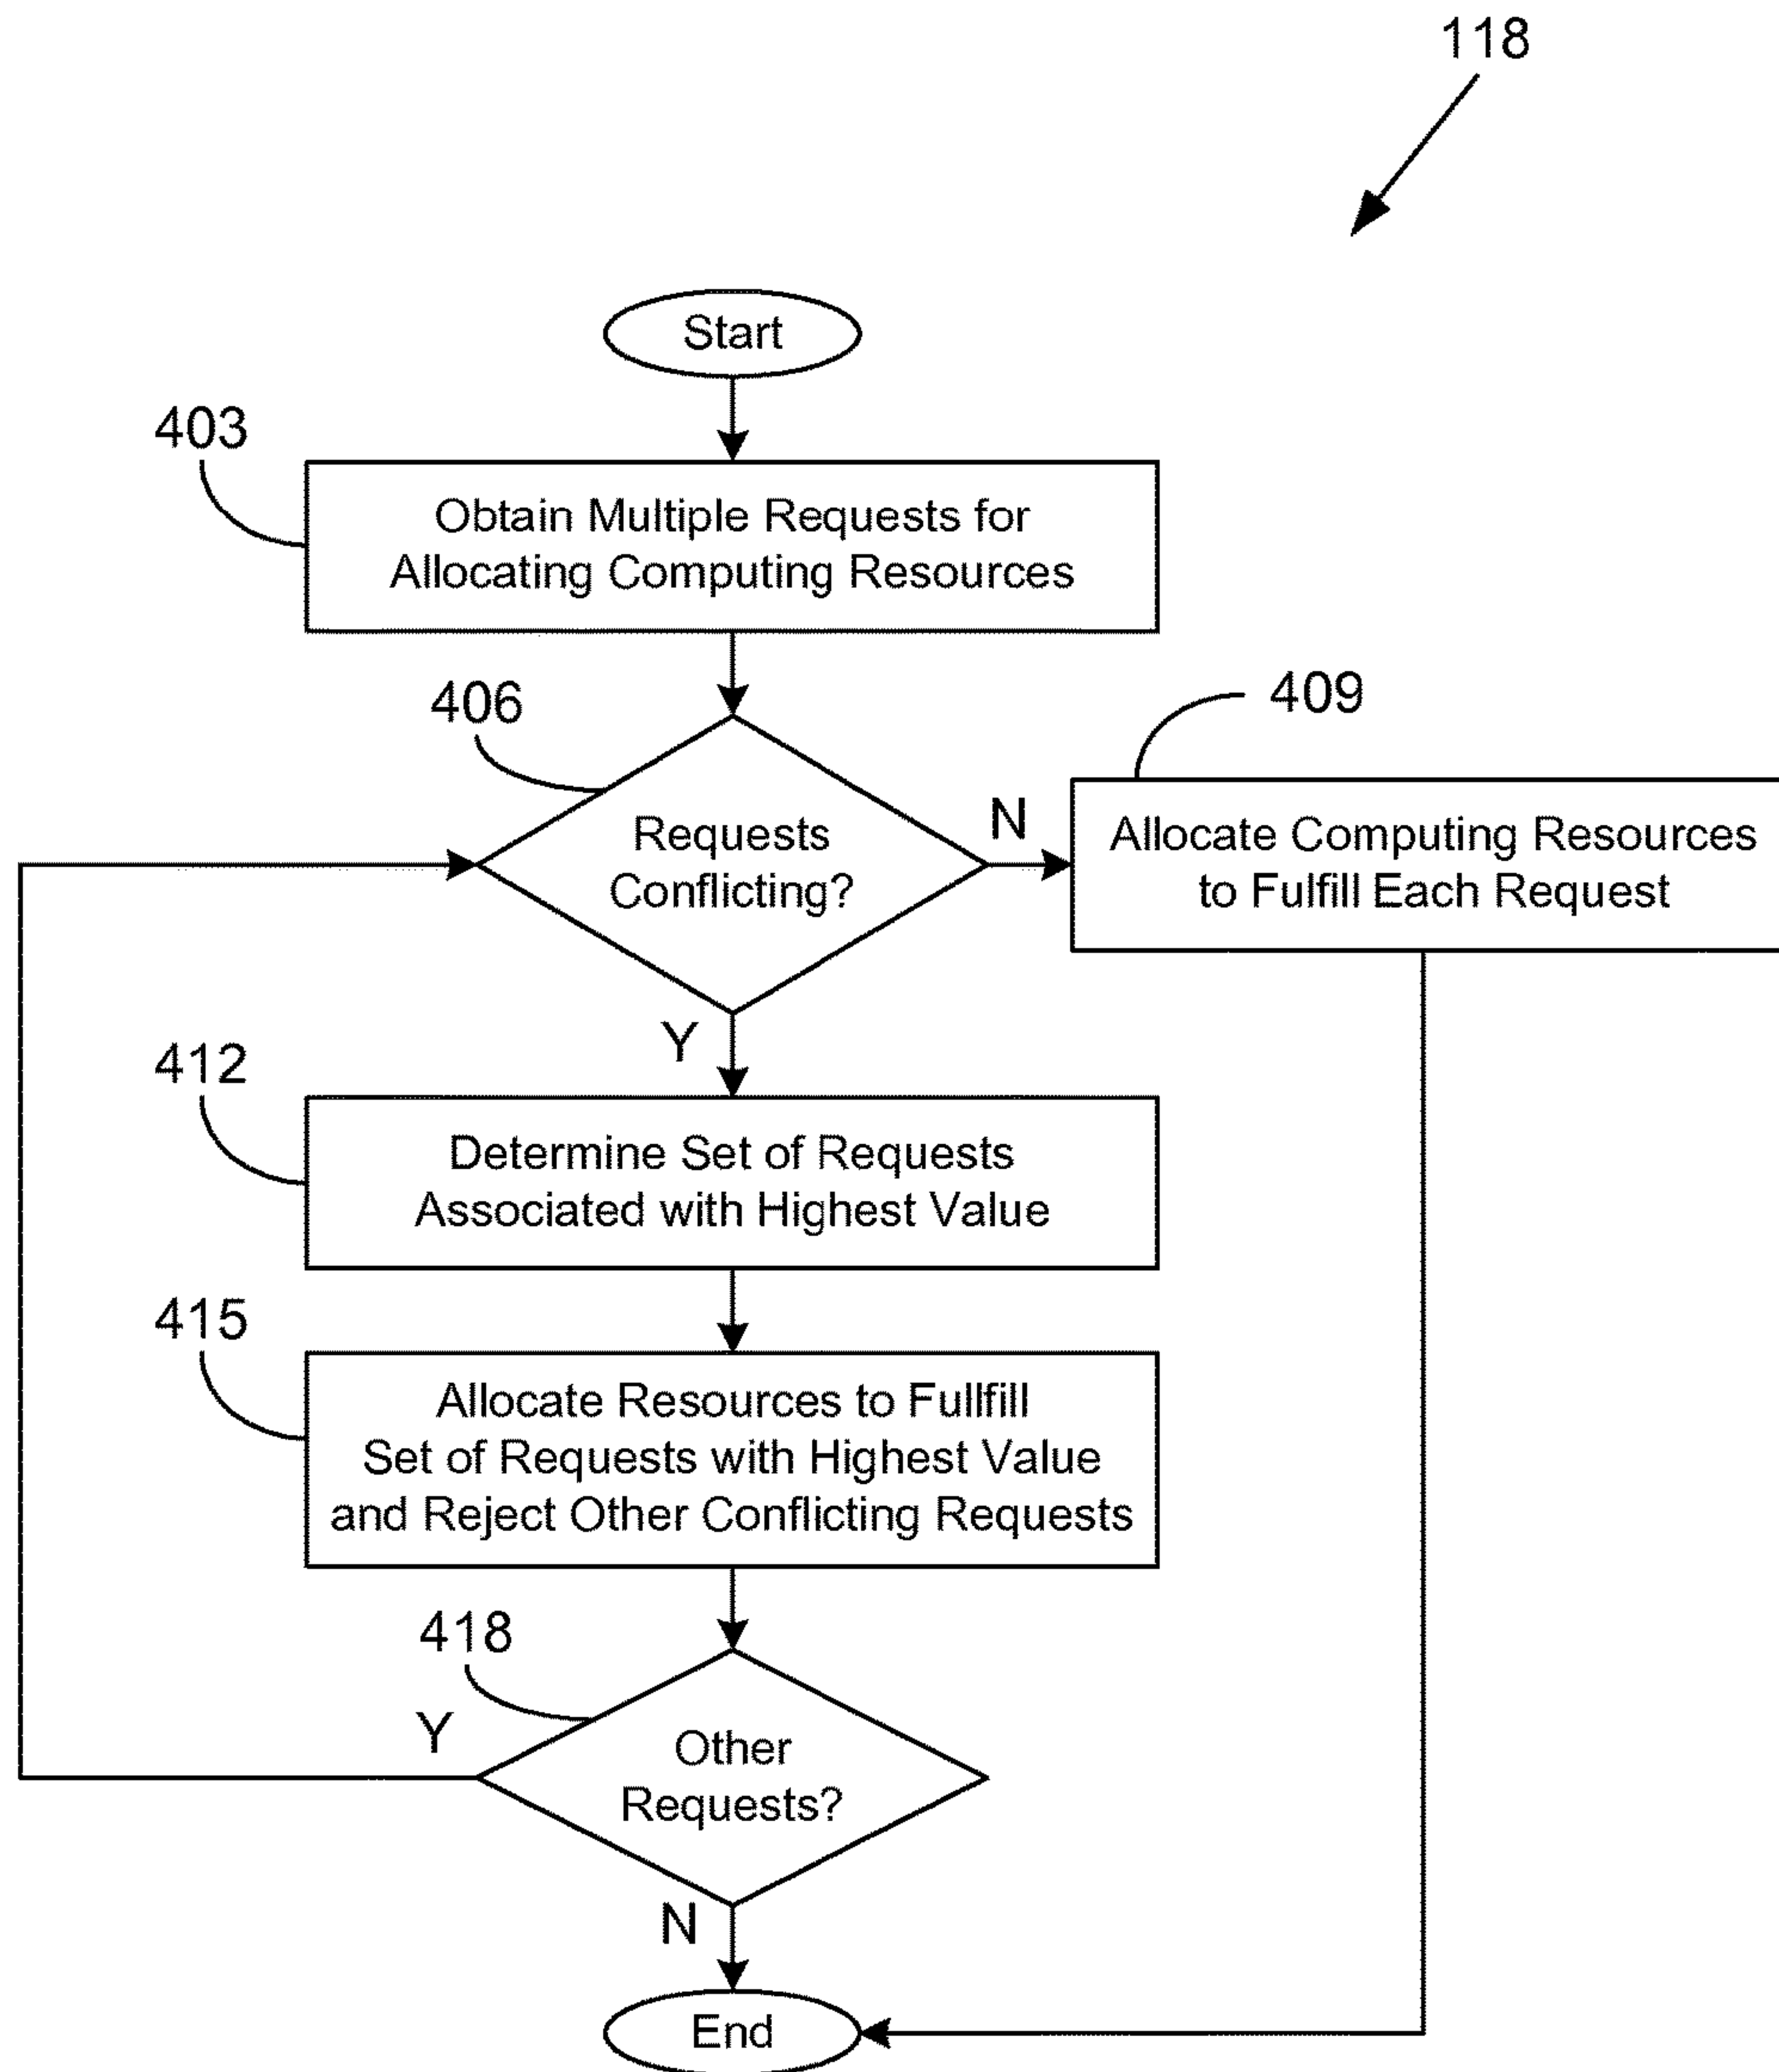 118
Start
403
Obtain Multiple Requests for
Allocating Computing Resources
406
409
Requests
Conflicting?
N
Allocate Computing Resources
to Fulfill Each Request
Y
412
Determine Set of Requests
Associated with Highest Value
415
Allocate Resources to Fullfill
Set of Requests with Highest Value
and Reject Other Conflicting Requests
418
Y
Other
Requests?
N
End